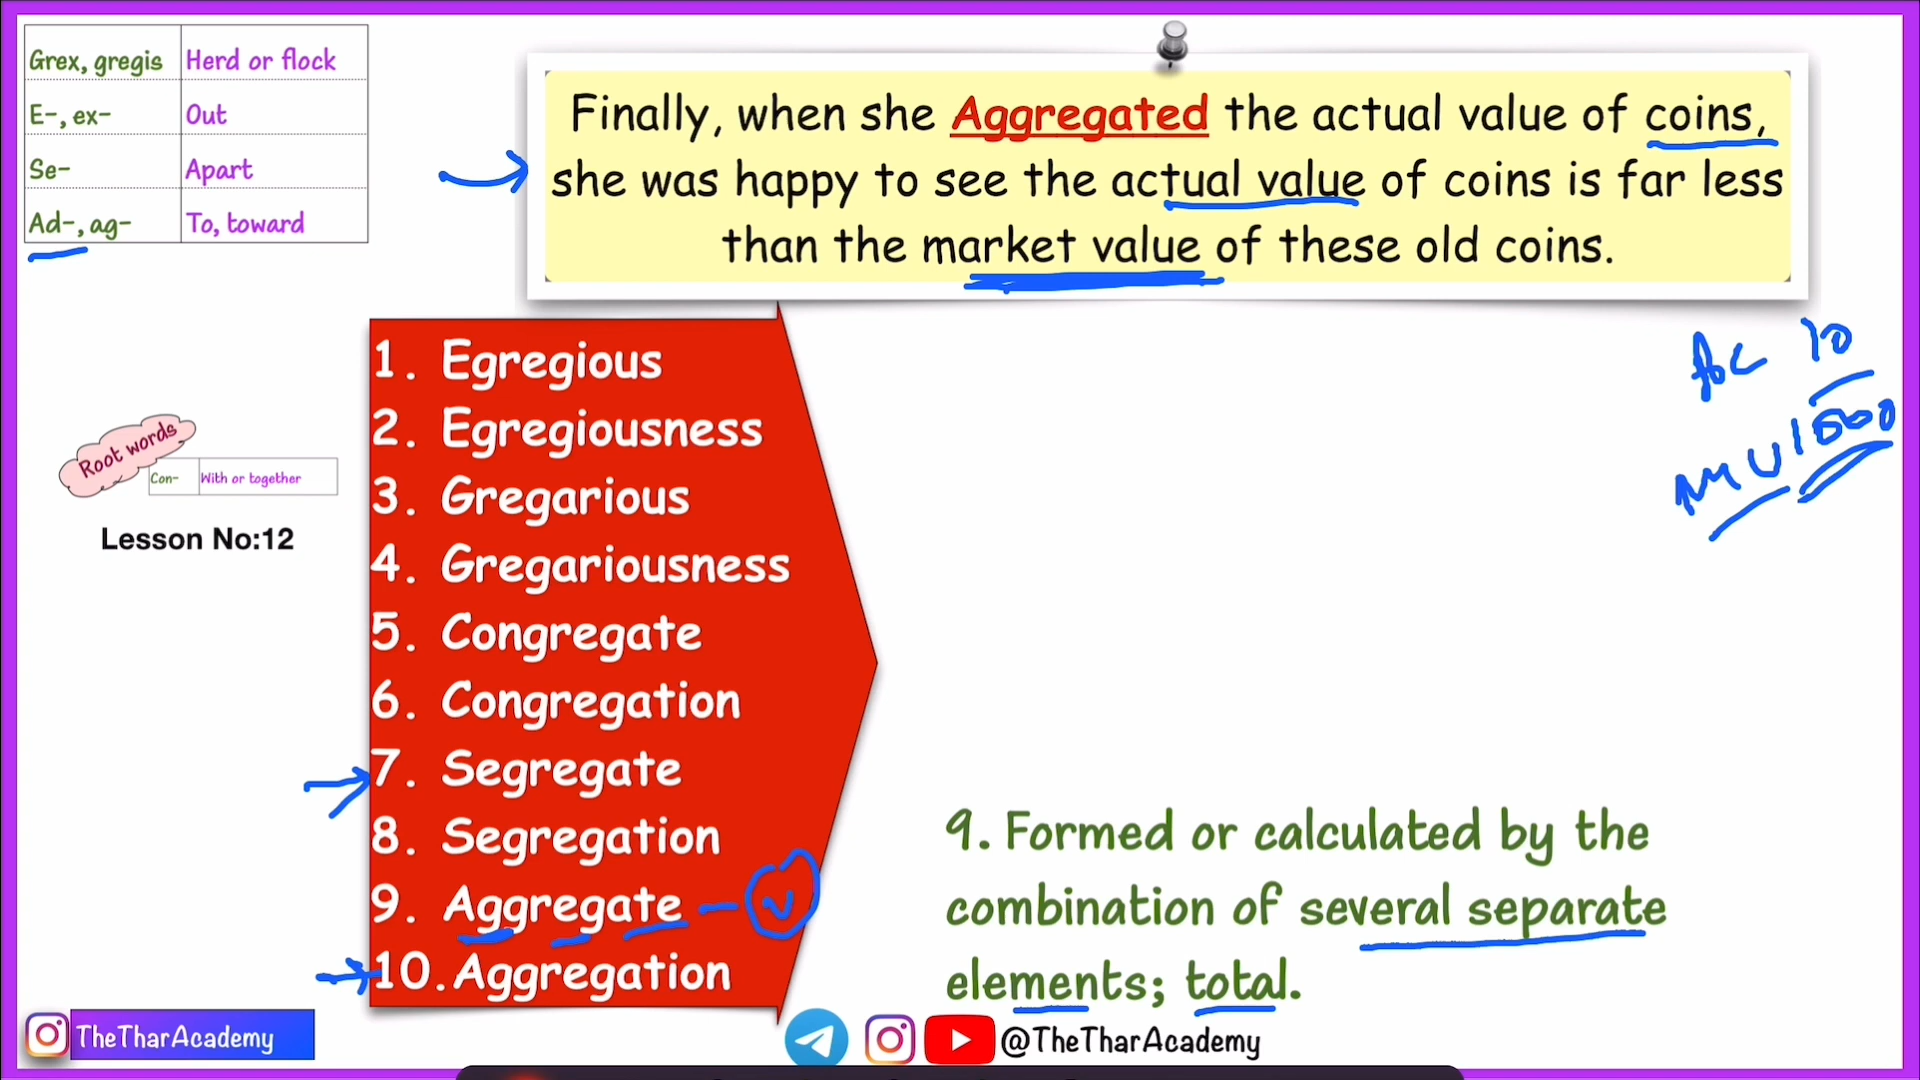 Grex, gregis Herd or flock
E-, ex- Out
Se- Apart
Ad-, ag- To, toward
Finally, when she Aggregated the actual value of coins,
she was happy to see the actual value of coins is far less
than the market value of these old coins.
10
MV 1000
1. Egregious
2. Egregiousness
3. Gregarious
4. Gregariousness
5. Congregate
6. Congregation
7. Segregate
8. Segregation
9. Aggregate - v
10. Aggregation
Root words
Con- With or together
Lesson No:12
9. Formed or calculated by the
combination of several separate
elements; total.
TheTharAcademy
@TheTharAcademy